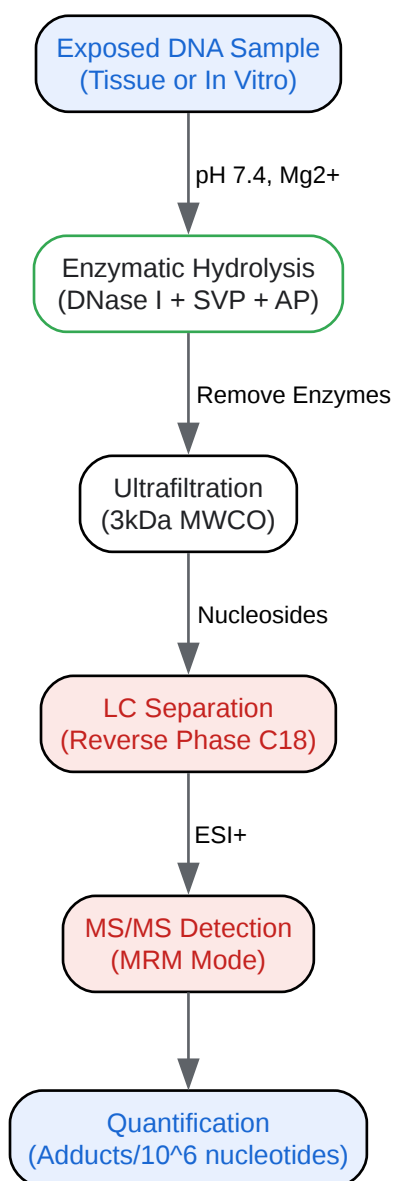 Exposed DNA Sample
(Tissue or In Vitro)
pH 7.4, Mg2+
Enzymatic Hydrolysis
(DNase I + SVP + AP)
Remove Enzymes
Ultrafiltration
(3kDa MWCO)
Nucleosides
LC Separation
(Reverse Phase C18)
ESI+
MS/MS Detection
(MRM Mode)
Quantification
(Adducts/10^6 nucleotides)